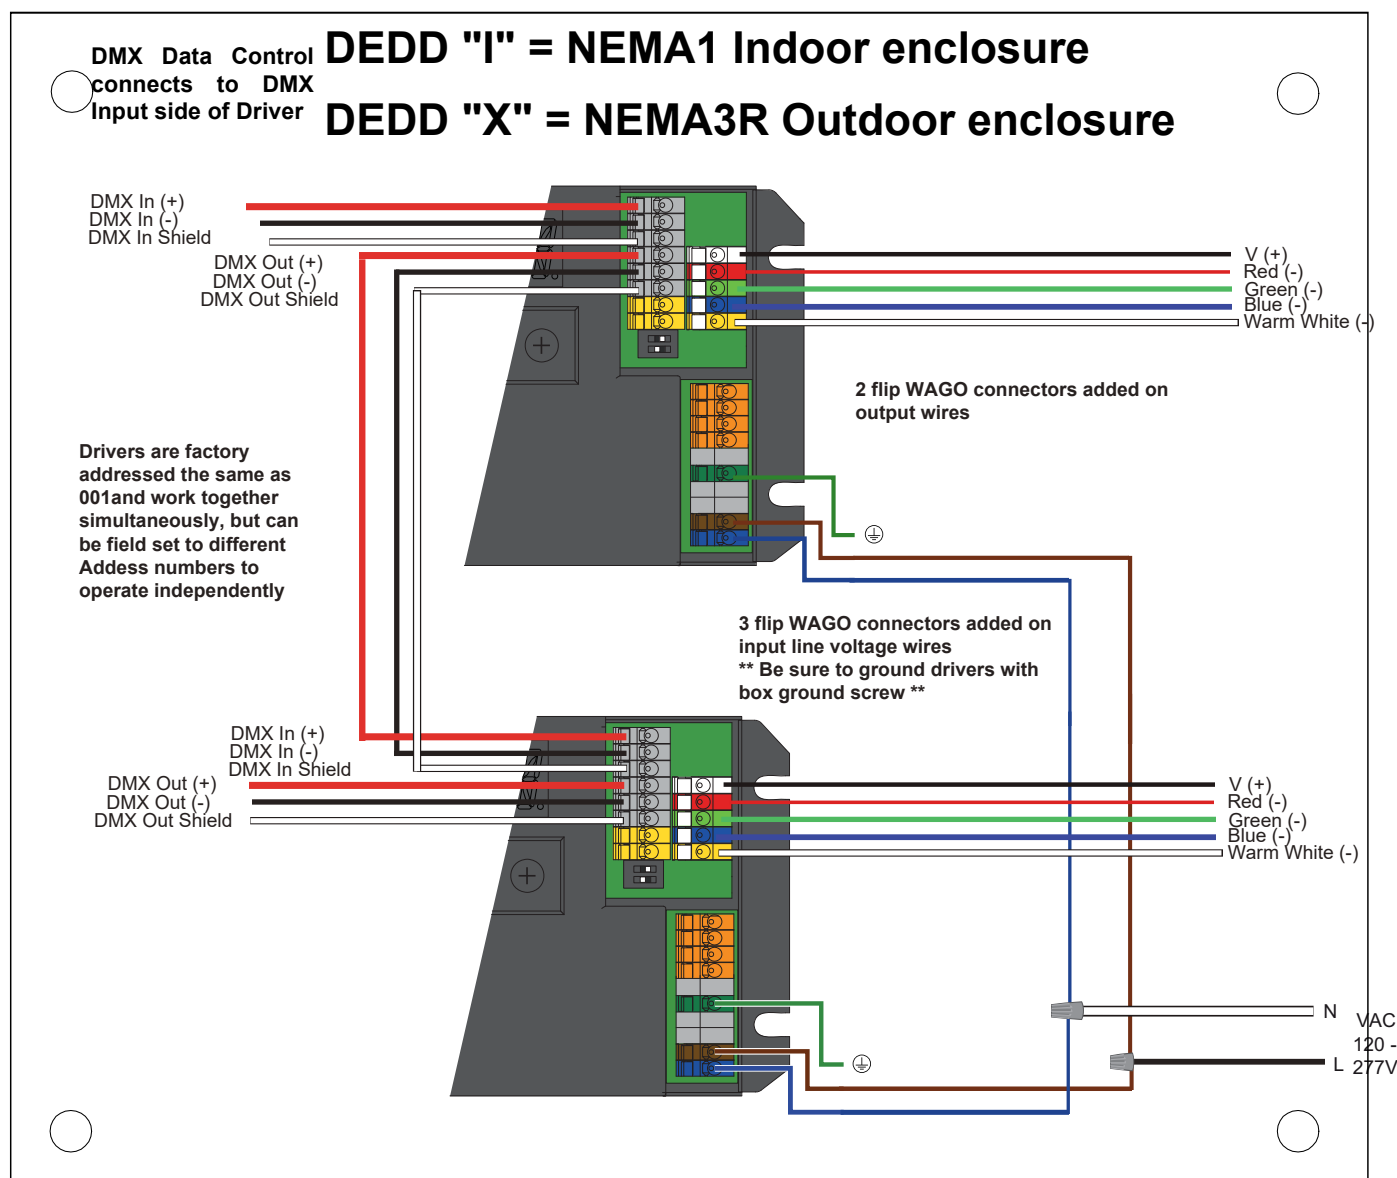 DMX Data Control
connects to DMX
Input side of Driver
DEDD "I" = NEMA1 Indoor enclosure
DEDD "X" = NEMA3R Outdoor enclosure
DMX In (+)
DMX In (-)
DMX In Shield
DMX Out (+)
DMX Out (-)
DMX Out Shield
V (+)
Red (-)
Green (-)
Blue (-)
Warm White (-)
2 flip WAGO connectors added on
output wires
Drivers are factory
addressed the same as
001and work together
simultaneously, but can
be field set to different
Addess numbers to
operate independently
3 flip WAGO connectors added on
input line voltage wires
** Be sure to ground drivers with
box ground screw **
DMX In (+)
DMX In (-)
DMX In Shield
DMX Out (+)
DMX Out (-)
DMX Out Shield
V (+)
Red (-)
Green (-)
Blue (-)
Warm White (-)
N
L
VAC
120 -
277V